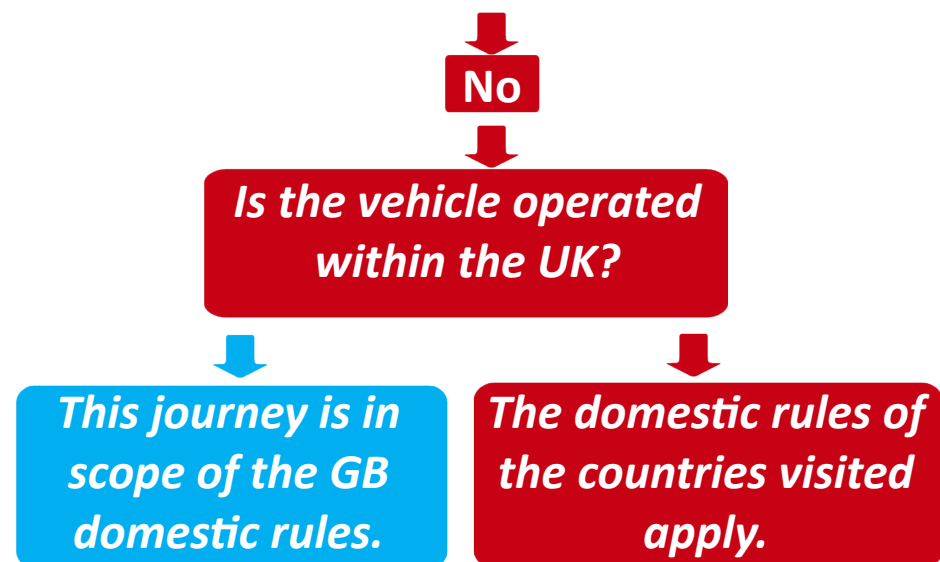 No
Is the vehicle operated
within the UK?
This journey is in
scope of the GB
domestic rules.
The domestic rules of
the countries visited
apply.